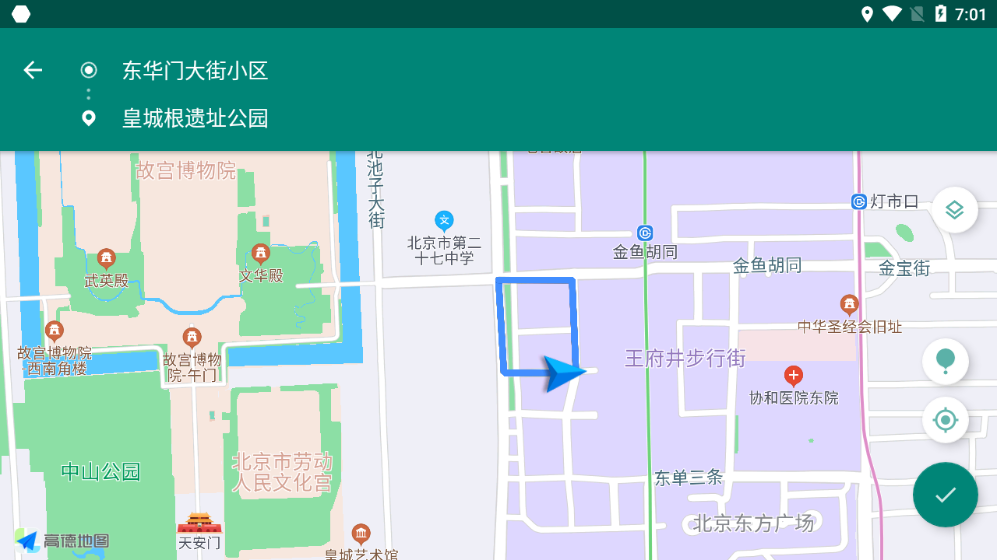 7:01
东华门大街小区
皇城根遗址公园
故宫博物院
北池子大街
灯市口
北京市第二
十七中学
金鱼胡同
金鱼胡同
金宝街
武英殿
文华殿
中华圣经会旧址
故宫博物院
-西南角楼
故宫博物
院-午门
王府井步行街
协和医院东院
中山公园
北京市劳动
人民文化宫
东单三条
北京东方广场
天安门
高德地图
皇城艺术馆